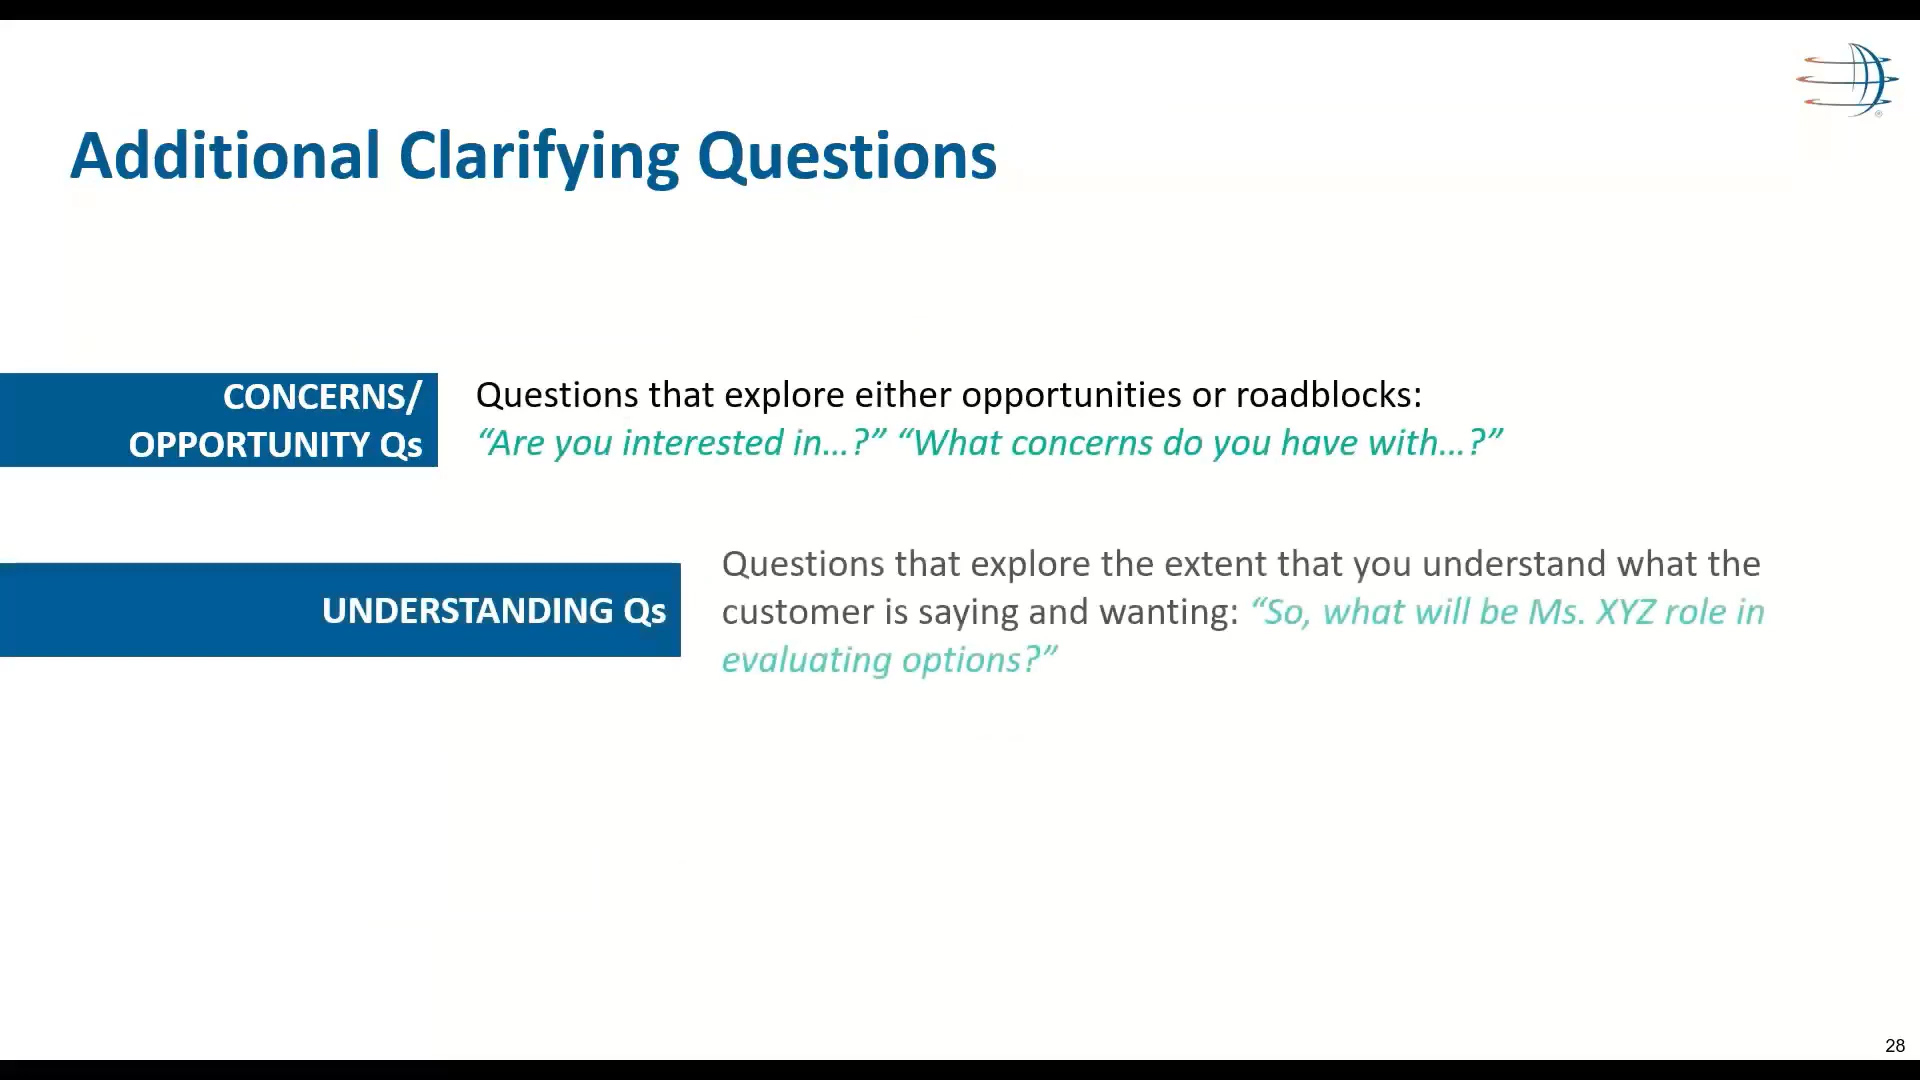 Additional Clarifying Questions
CONCERNS/
OPPORTUNITY Qs
Questions that explore either opportunities or roadblocks:
“Are you interested in...?” “What concerns do you have with...?”
UNDERSTANDING Qs
Questions that explore the extent that you understand what the
customer is saying and wanting: “So, what will be Ms. XYZ role in
evaluating options?”
28